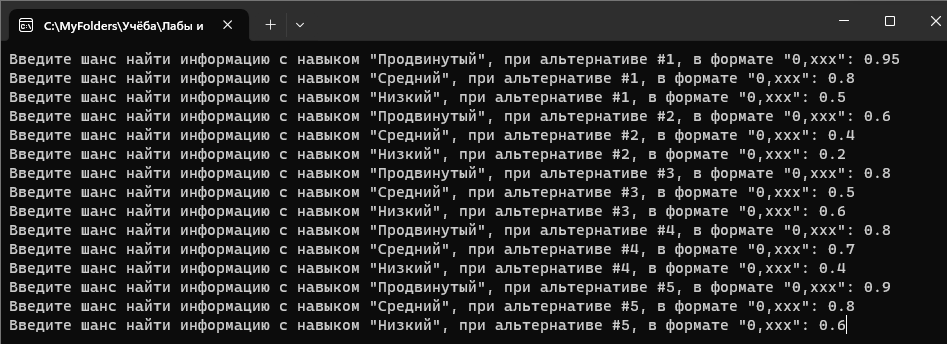 C:\MyFolders\Учёба\Лабы и
Введите шанс найти информацию с навыком "Продвинутый", при альтернативе #1, в формате "0,xxx": 0.95
Введите шанс найти информацию с навыком "Средний", при альтернативе #1, в формате "0,xxx": 0.8
Введите шанс найти информацию с навыком "Низкий", при альтернативе #1, в формате "0,xxx": 0.5
Введите шанс найти информацию с навыком "Продвинутый", при альтернативе #2, в формате "0,xxx": 0.6
Введите шанс найти информацию с навыком "Средний", при альтернативе #2, в формате "0,xxx": 0.4
Введите шанс найти информацию с навыком "Низкий", при альтернативе #2, в формате "0,xxx": 0.2
Введите шанс найти информацию с навыком "Продвинутый", при альтернативе #3, в формате "0,xxx": 0.8
Введите шанс найти информацию с навыком "Средний", при альтернативе #3, в формате "0,xxx": 0.5
Введите шанс найти информацию с навыком "Низкий", при альтернативе #3, в формате "0,xxx": 0.6
Введите шанс найти информацию с навыком "Продвинутый", при альтернативе #4, в формате "0,xxx": 0.8
Введите шанс найти информацию с навыком "Средний", при альтернативе #4, в формате "0,xxx": 0.7
Введите шанс найти информацию с навыком "Низкий", при альтернативе #4, в формате "0,xxx": 0.4
Введите шанс найти информацию с навыком "Продвинутый", при альтернативе #5, в формате "0,xxx": 0.9
Введите шанс найти информацию с навыком "Средний", при альтернативе #5, в формате "0,xxx": 0.8
Введите шанс найти информацию с навыком "Низкий", при альтернативе #5, в формате "0,xxx": 0.6